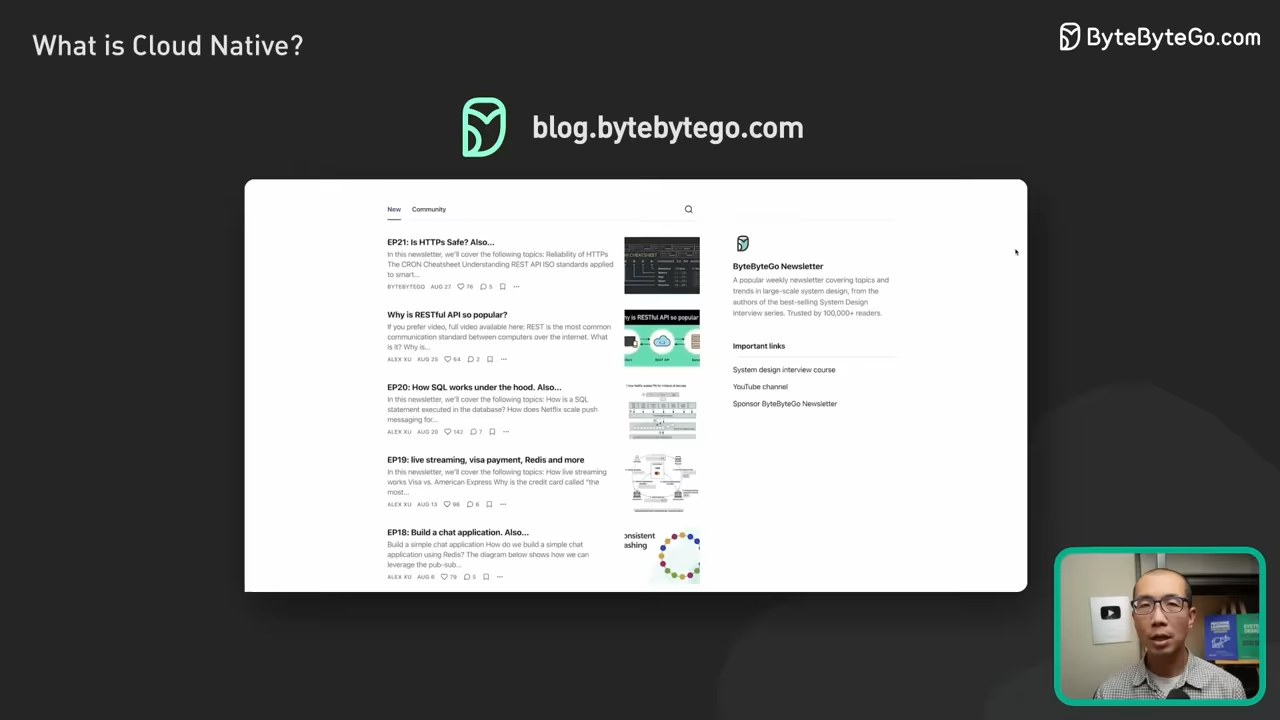 What is Cloud Native?
ByteByteGo.com
blog.bytebytego.com
New Community
EP21: Is HTTPs Safe? Also...
In this newsletter, we'll cover the following topics: Reliability of HTTPs
The CRON Cheatsheet Understanding REST API ISO standards applied
to smart...
BYTEBYTEGO AUG 27 76 5
Why is RESTful API so popular?
If you prefer video, full video available here: REST is the most common
communication standard between computers over the internet. What
is it? Why is...
ALEX XU AUG 25 64 2
hy is RESTful API so popular
REST API
EP20: How SQL works under the hood. Also...
In this newsletter, we'll cover the following topics: How is a SQL
statement executed in the database? How does Netflix scale push
messaging for...
ALEX XU AUG 20 142 7
EP19: live streaming, visa payment, Redis and more
In this newsletter, we'll cover the following topics: How live streaming
works Visa vs. American Express Why is the credit card called "the
most...
ALEX XU AUG 13 98 6
EP18: Build a chat application. Also...
Build a simple chat application How do we build a simple chat
application using Redis? The diagram below shows how we can
leverage the pub-sub...
ALEX XU AUG 6 79 5
onsistent
ashing
ByteByteGo Newsletter
A popular weekly newsletter covering topics and
trends in large-scale system design, from the
authors of the best-selling System Design
Interview series. Trusted by 100,000+ readers.
Important links
System design interview course
YouTube channel
Sponsor ByteByteGo Newsletter